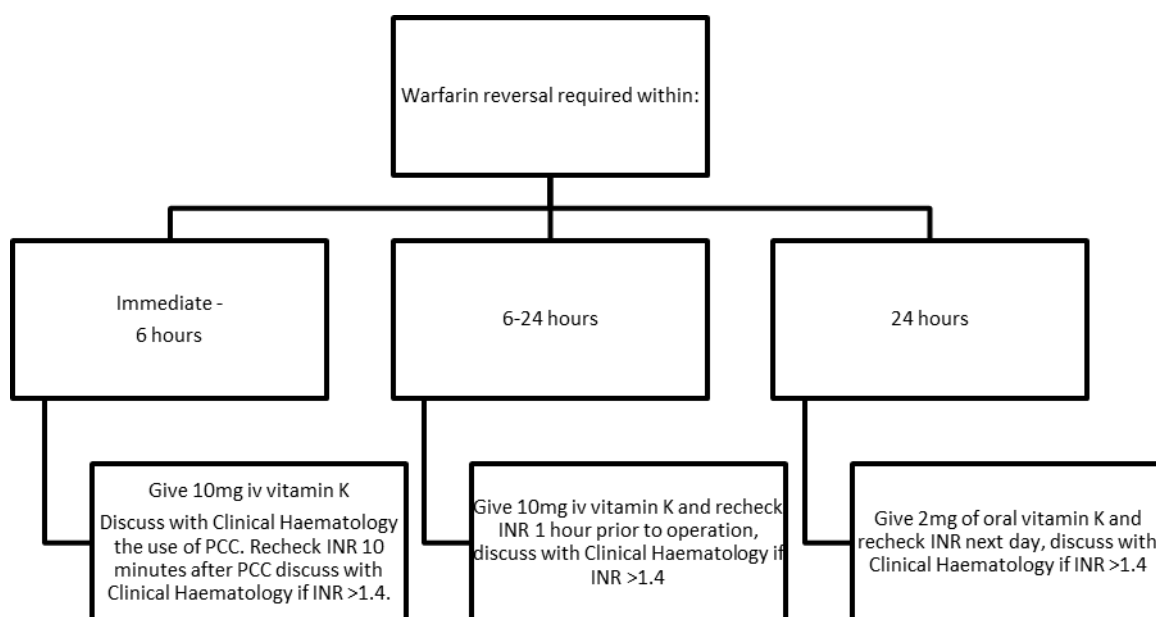 Warfarin reversal required within:
Immediate -
6 hours
6-24 hours
24 hours
Give 10mg iv vitamin K
Discuss with Clinical Haematology
the use of PCC. Recheck INR 10
minutes after PCC discuss with
Clinical Haematology if INR >1.4.
Give 10mg iv vitamin K and recheck
INR 1 hour prior to operation,
discuss with Clinical Haematology if
INR >1.4
Give 2mg of oral vitamin K and
recheck INR next day, discuss with
Clinical Haematology if INR >1.4